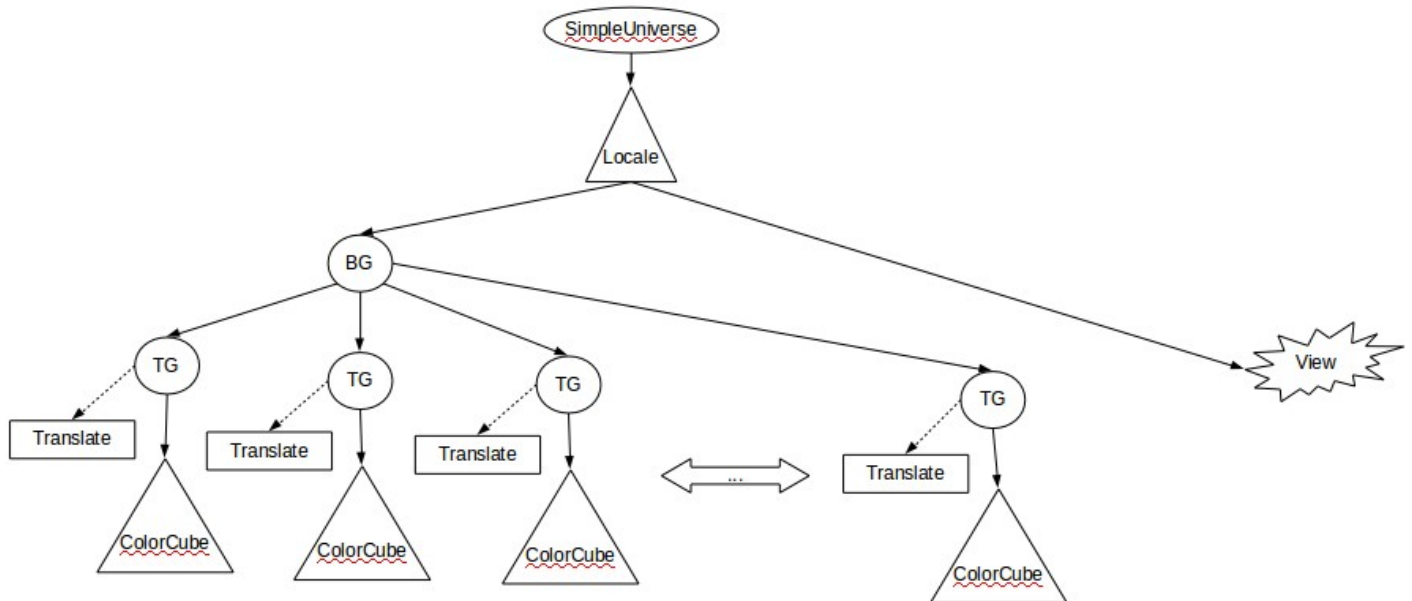 SimpleUniverse
Locale
BG
View
TG
TG
TG
TG
Translate
Translate
Translate
Translate
...
ColorCube
ColorCube
ColorCube
ColorCube